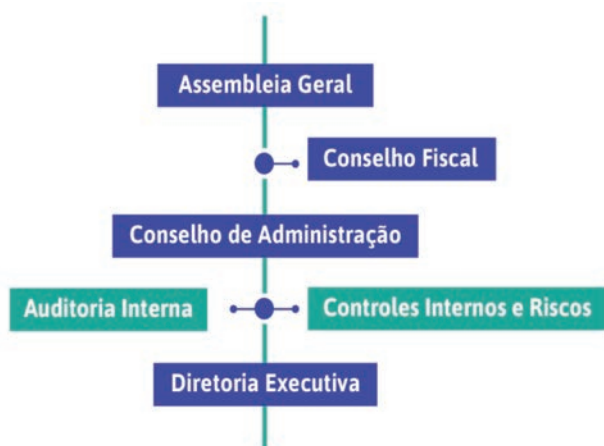 Assembleia Geral
Conselho Fiscal
Conselho de Administração
Auditoria Interna
Controles Internos e Riscos
Diretoria Executiva